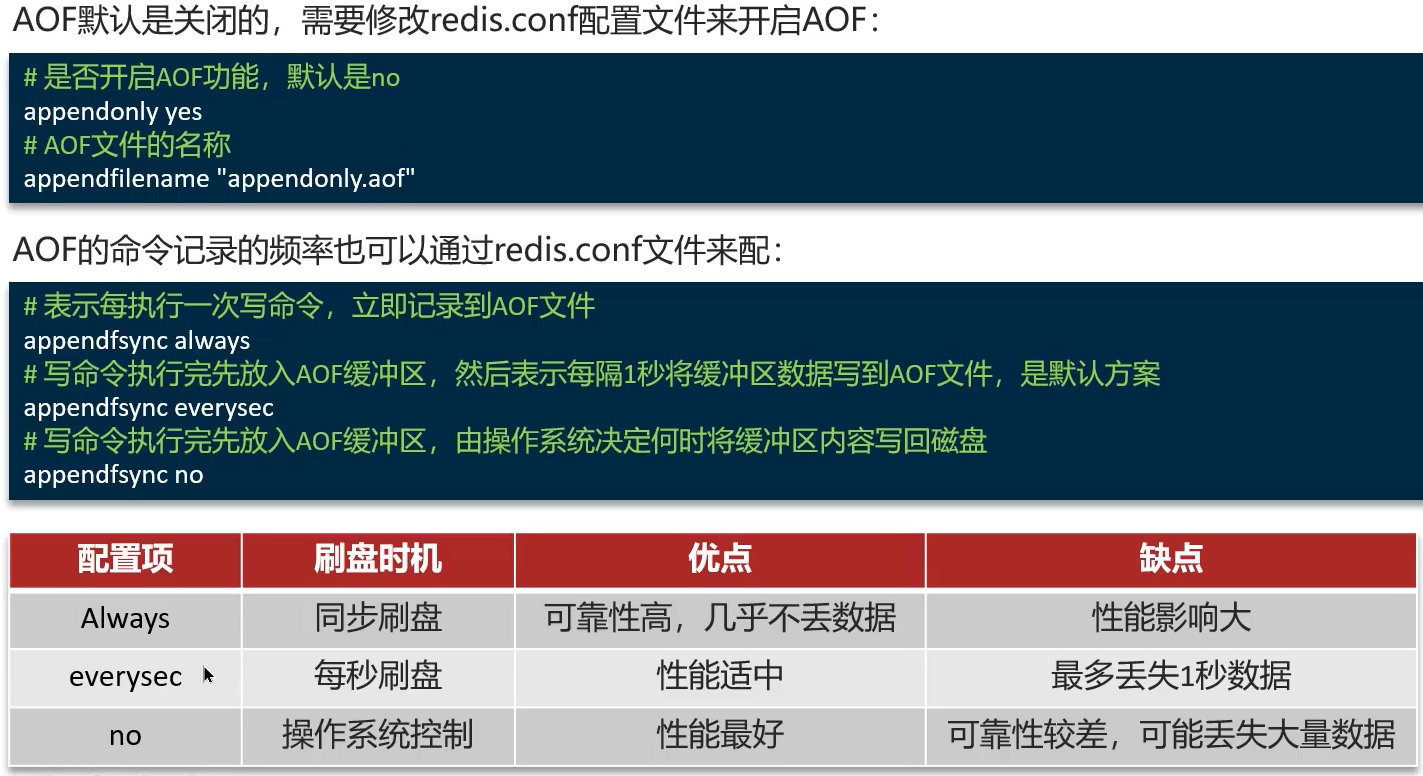 AOF默认是关闭的，需要修改redis.conf配置文件来开启AOF：
# 是否开启AOF功能，默认是no
appendonly yes
# AOF文件的名称
appendfilename "appendonly.aof"
AOF的命令记录的频率也可以通过redis.conf文件来配：
# 表示每执行一次写命令，立即记录到AOF文件
appendfsync always
# 写命令执行完先放入AOF缓冲区，然后表示每隔1秒将缓冲区数据写到AOF文件，是默认方案
appendfsync everysec
# 写命令执行完先放入AOF缓冲区，由操作系统决定何时将缓冲区内容写回磁盘
appendfsync no
配置项 刷盘时机 优点 缺点
Always 同步刷盘 可靠性高，几乎不丢数据 性能影响大
everysec 每秒刷盘 性能适中 最多丢失1秒数据
no 操作系统控制 性能最好 可靠性较差，可能丢失大量数据